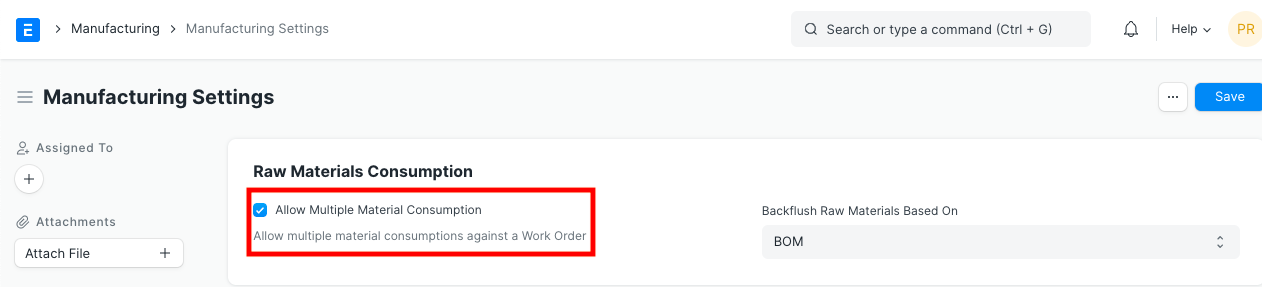 E > Manufacturing > Manufacturing Settings Search or type a command (Ctrl + G) Help PR
Manufacturing Settings ... Save
Assigned To
+
Raw Materials Consumption
Allow Multiple Material Consumption
Allow multiple material consumptions against a Work Order
Backflush Raw Materials Based On
BOM
Attachments
Attach File +